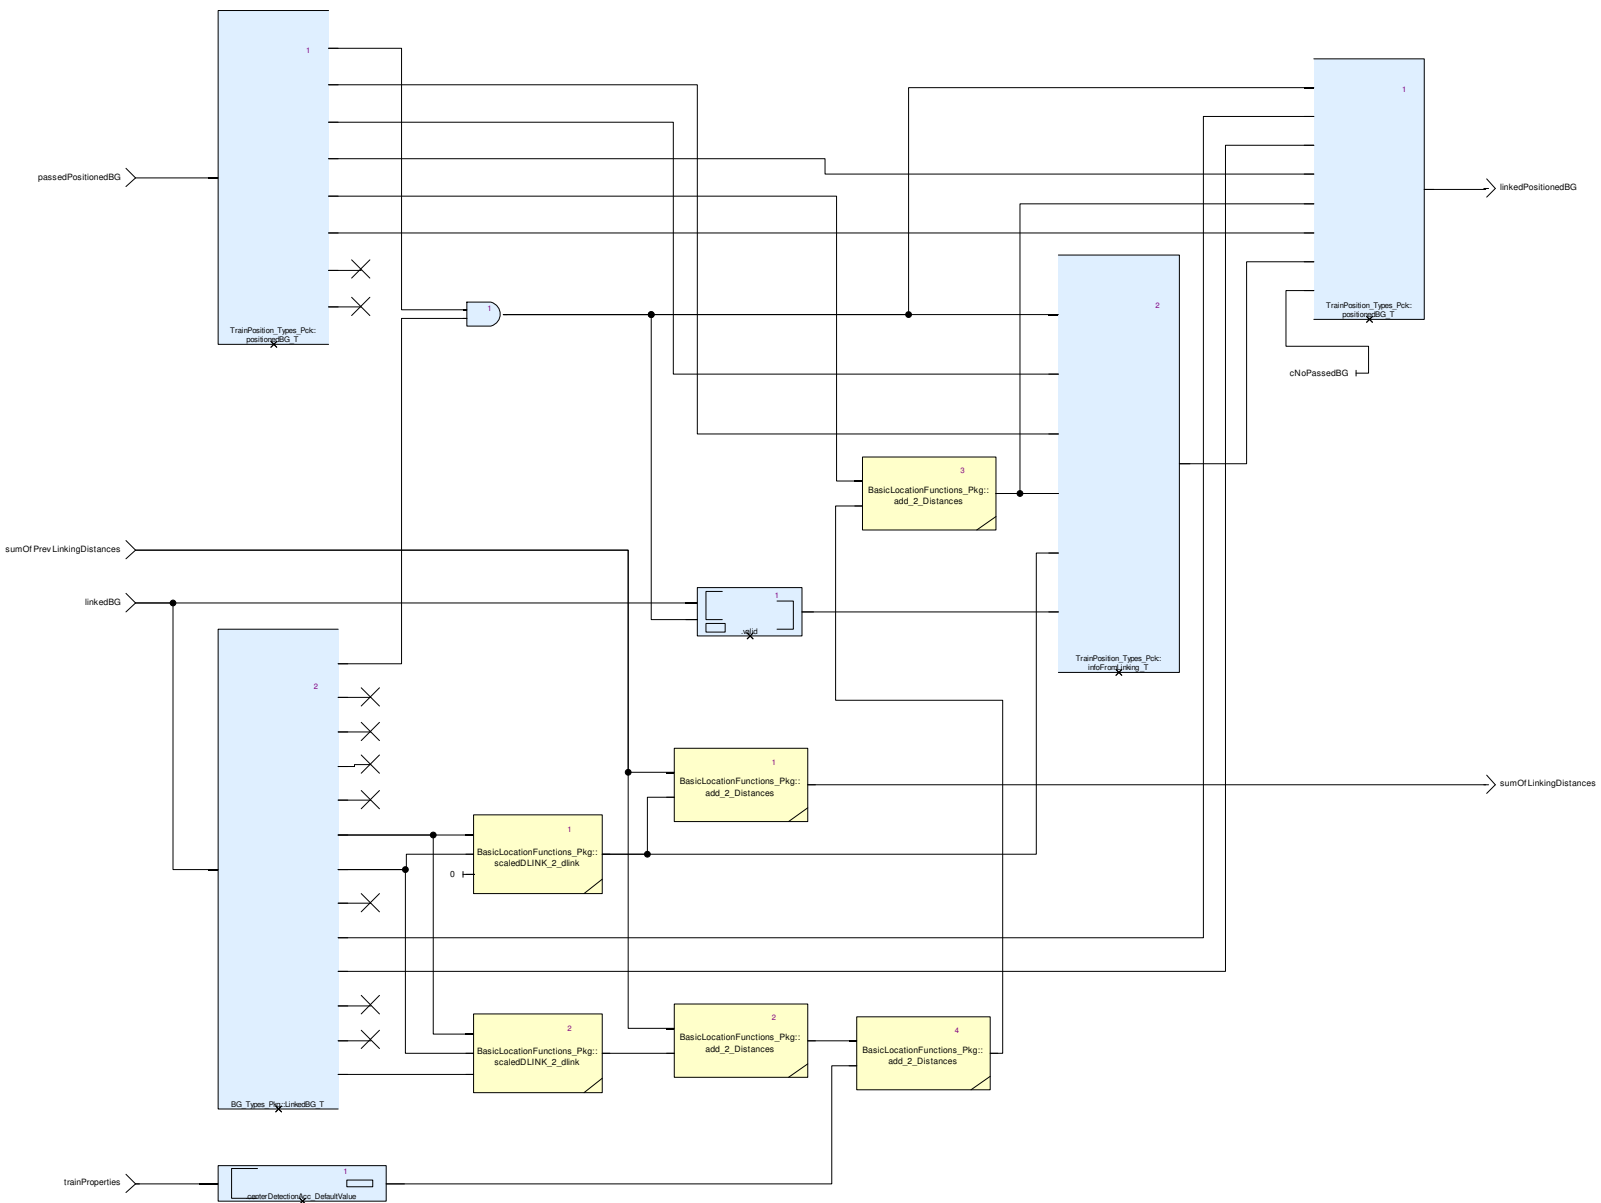 1
1
passedPositionedBG
linkedPositionedBG
1
2
TrainPosition_Types_Pck::
positionedBG_T
TrainPosition_Types_Pck::
positionedBG_T
cNoPassedBG
3
BasicLocationFunctions_Pkg::
add_2_Distances
sumOfPrevLinkingDistances
linkedBG
1
.valid
TrainPosition_Types_Pck::
infoFromLinking_T
2
1
BasicLocationFunctions_Pkg::
add_2_Distances
sumOfLinkingDistances
1
BasicLocationFunctions_Pkg::
scaledDLINK_2_dlink
0
2
BasicLocationFunctions_Pkg::
scaledDLINK_2_dlink
2
BasicLocationFunctions_Pkg::
add_2_Distances
4
BasicLocationFunctions_Pkg::
add_2_Distances
BG_Types_Pkg::LinkedBG_T
trainProperties
1
.centerDetectionAcc_DefaultValue